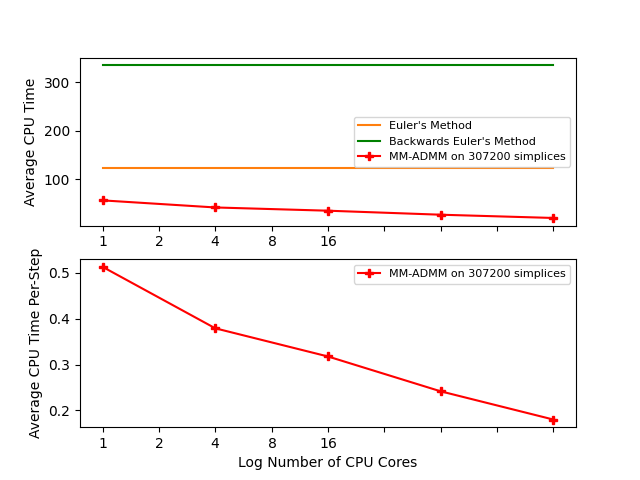 300
200
100
Average CPU Time
Euler's Method
Backwards Euler's Method
MM-ADMM on 307200 simplices
1 2 4 8 16
0.5
0.4
0.3
0.2
Average CPU Time Per-Step
MM-ADMM on 307200 simplices
1 2 4 8 16
Log Number of CPU Cores